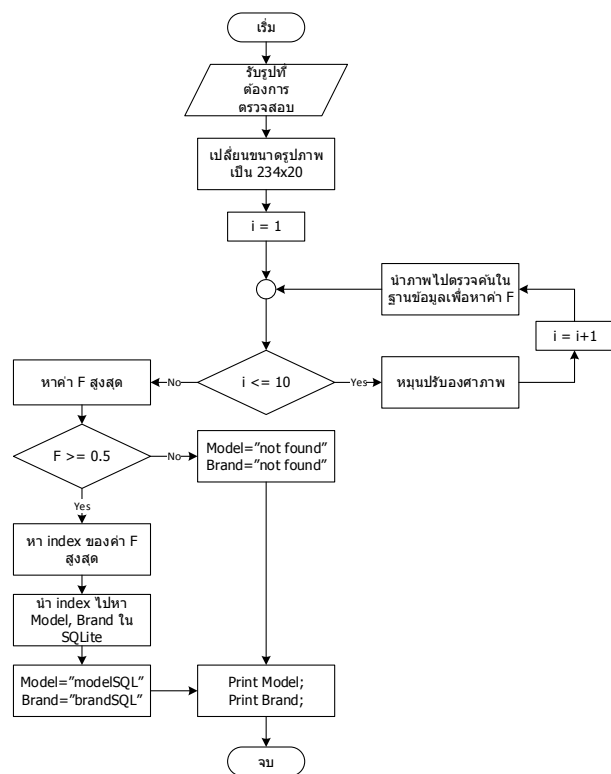 เริ่ม
รับรูปที่
ต้องการ
ตรวจสอบ
เปลี่ยนขนาดรูปภาพ
เป็น 234x20
i = 1
นำภาพไปตรวจค้นใน
ฐานข้อมูลเพื่อหาค่า F
i = i+1
หาค่า F สูงสุด
No
i <= 10
Yes
หมุนปรับองศาภาพ
F >= 0.5
No
Model="not found"
Brand="not found"
Yes
หา index ของค่า F
สูงสุด
นำ index ไปหา
Model, Brand ใน
SQLite
Model="modelSQL"
Brand="brandSQL"
Print Model;
Print Brand;
จบ